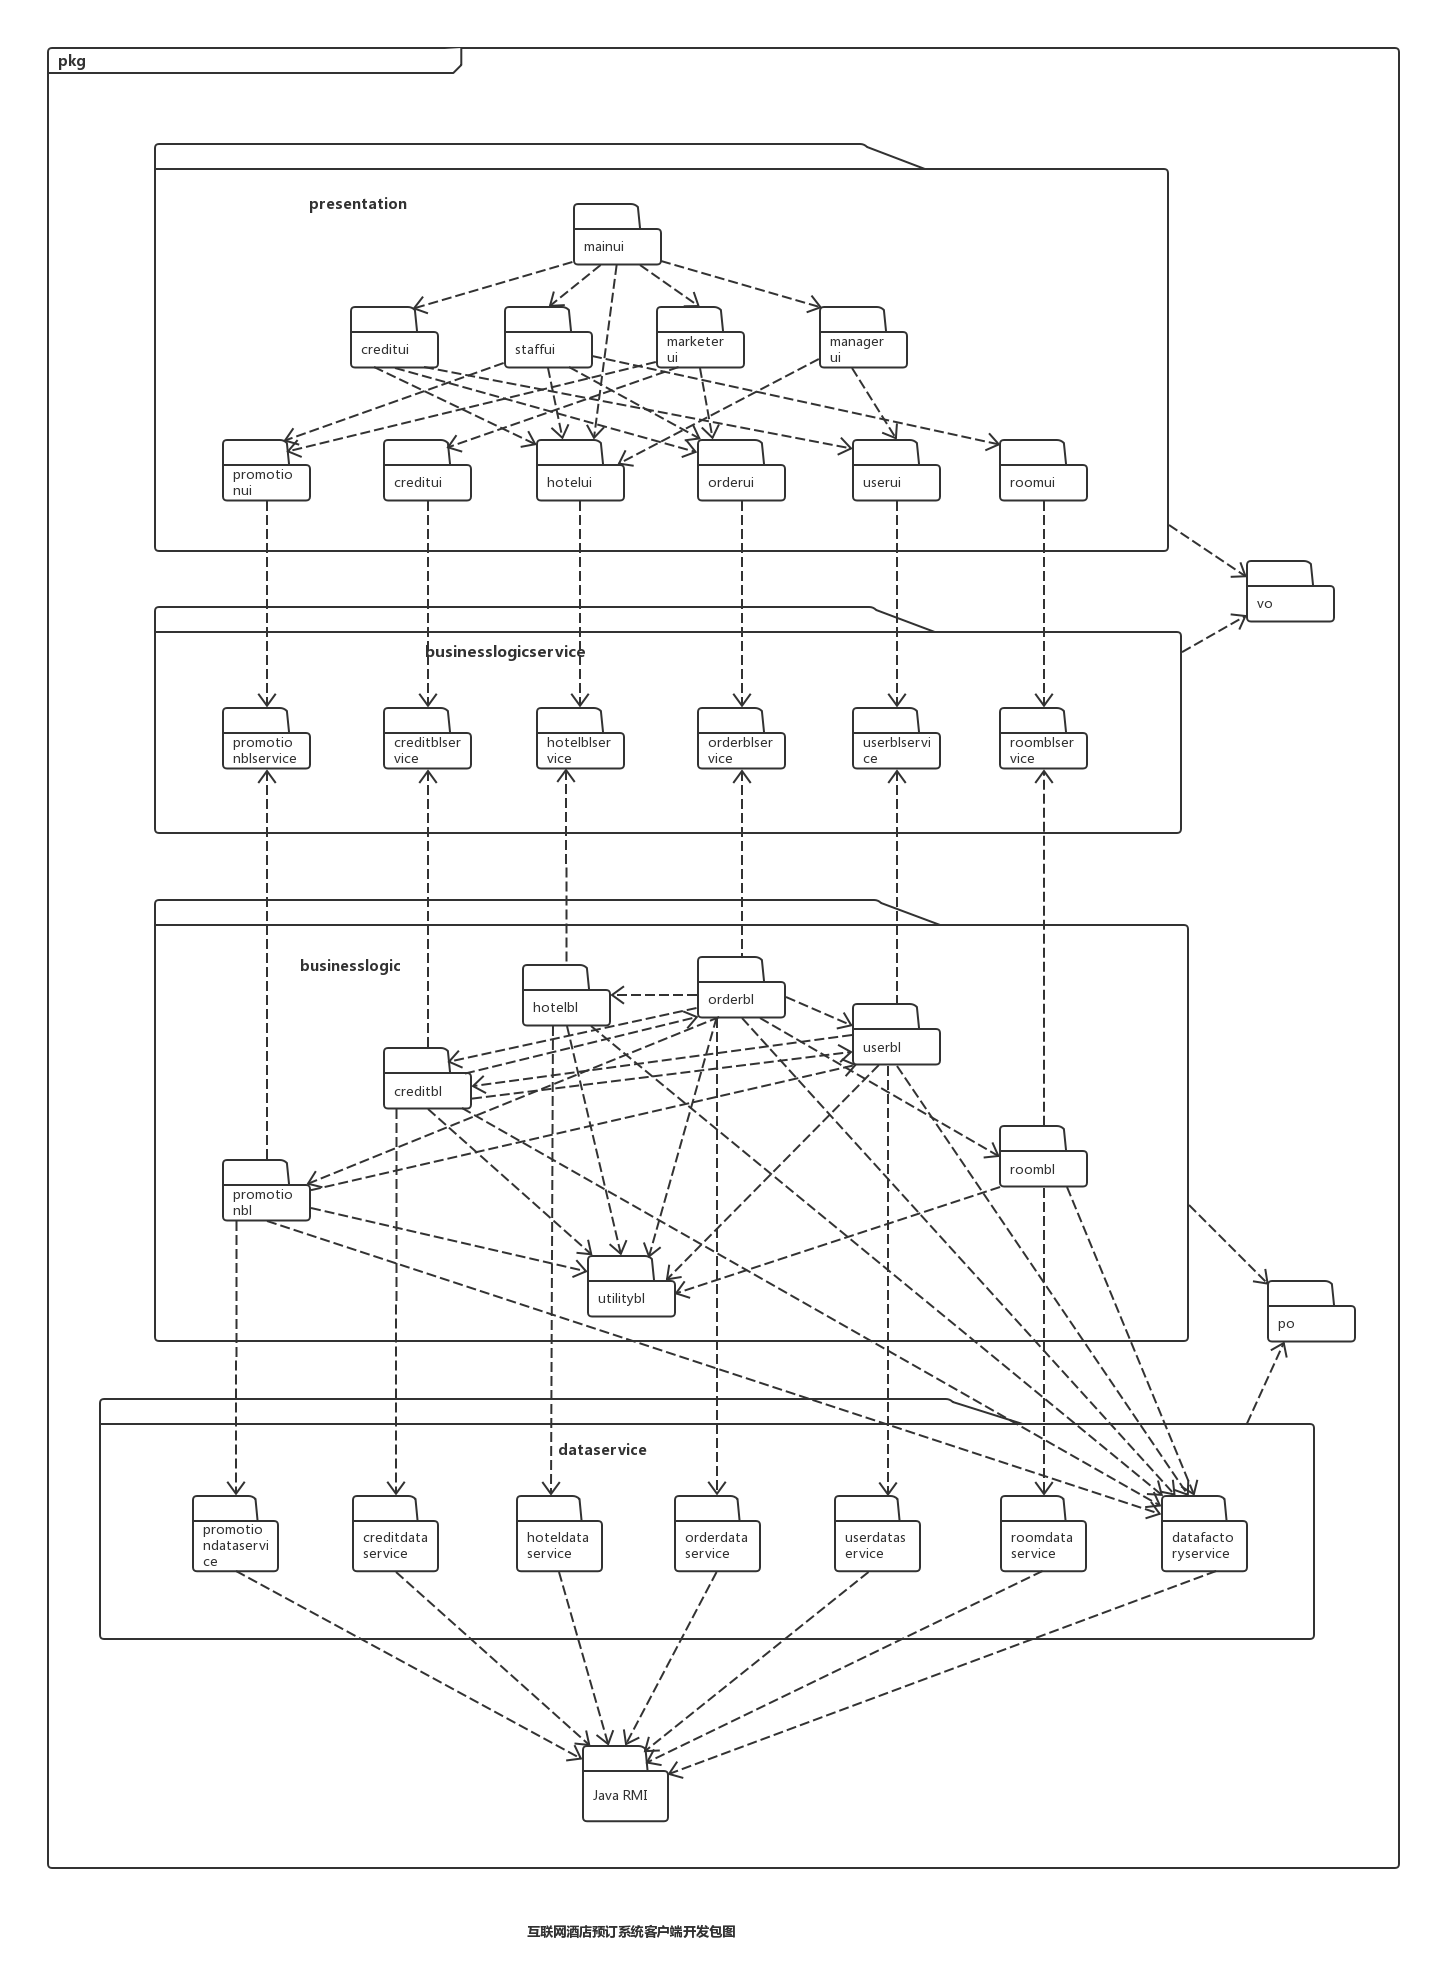 pkg
presentation
mainui
creditui
staffui
marketer
ui
manager
ui
promotio
nui
creditui
hotelui
orderui
userui
roomui
vo
businesslogicservice
promotio
nblservice
creditblser
vice
hotelblser
vice
orderblser
vice
userblservi
ce
roomblser
vice
businesslogic
hotelbl
orderbl
userbl
creditbl
roombl
promotio
nbl
utilitybl
po
dataservice
promotio
ndataservi
ce
creditdata
service
hoteldata
service
orderdata
service
userdatas
ervice
roomdata
service
datafacto
ryservice
Java RMI
互联网酒店预订系统客户端开发包图